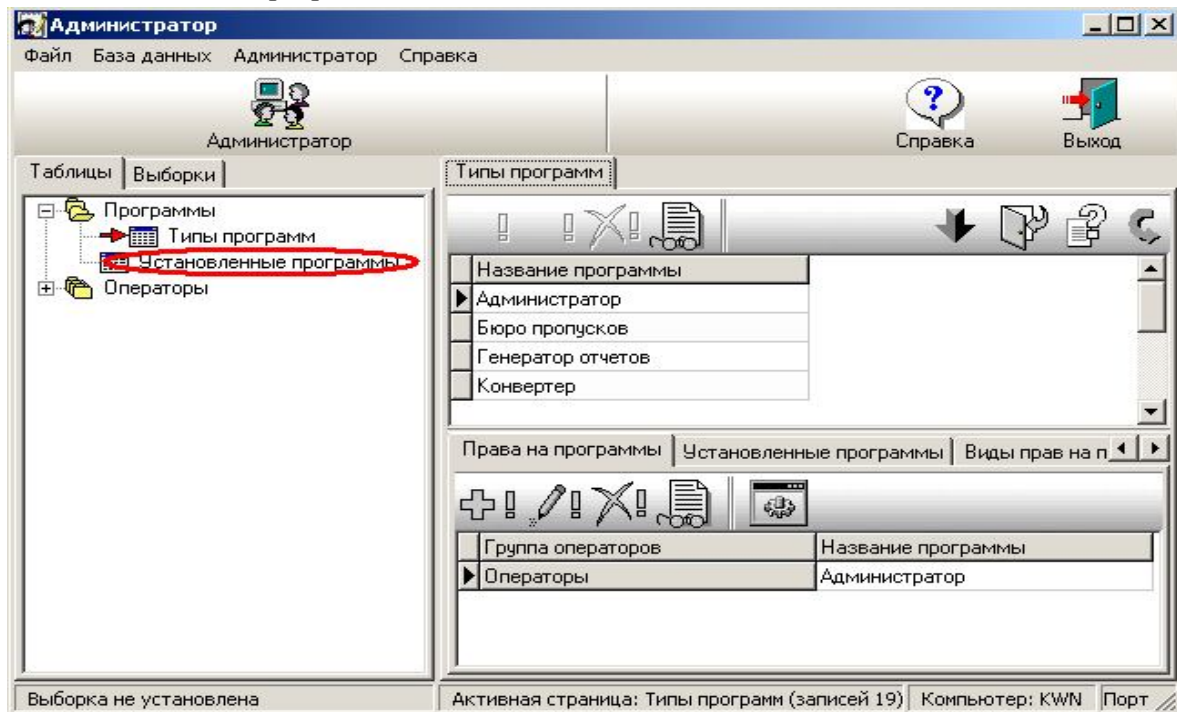 Администратор
Файл База данных Администратор Справка
Администратор
Справка
Выход
Таблицы Выборки
Программы
Типы программ
Установленные программы
Операторы
Типы программ
Название программы
Администратор
Бюро пропусков
Генератор отчетов
Конвертер
Права на программы Установленные программы Виды прав на п
Группа операторов Название программы
Операторы Администратор
Выборка не установлена Активная страница: Типы программ (записей 19) Компьютер: KWN Порт